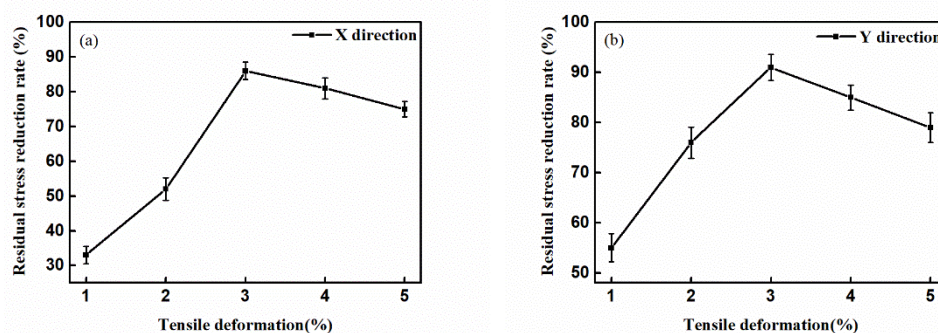 (a)
X direction
Residual stress reduction rate (%)
100
90
80
70
60
50
40
30
1 2 3 4 5
Tensile deformation(%)
(b)
Y direction
Residual stress reduction rate (%)
100
90
80
70
60
50
1 2 3 4 5
Tensile deformation(%)